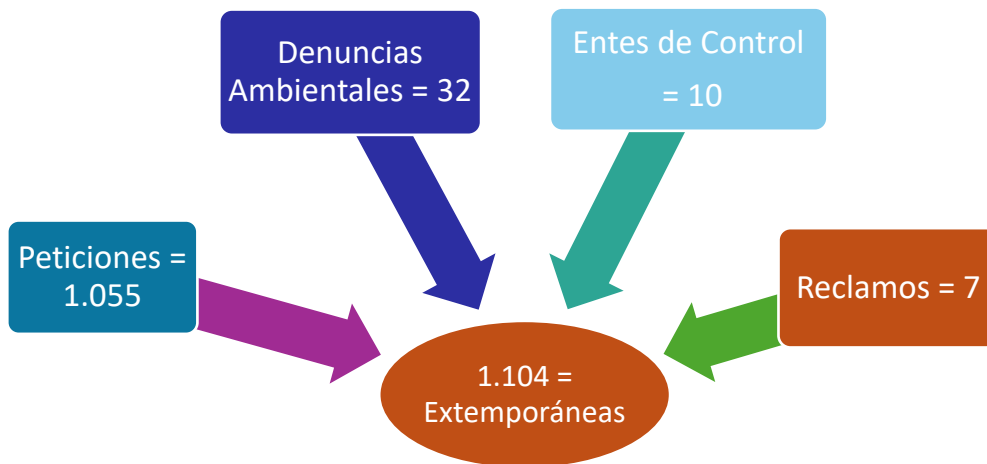 Denuncias
Ambientales = 32
Entes de Control
= 10
Peticiones =
1.055
Reclamos = 7
1.104 =
Extemporáneas